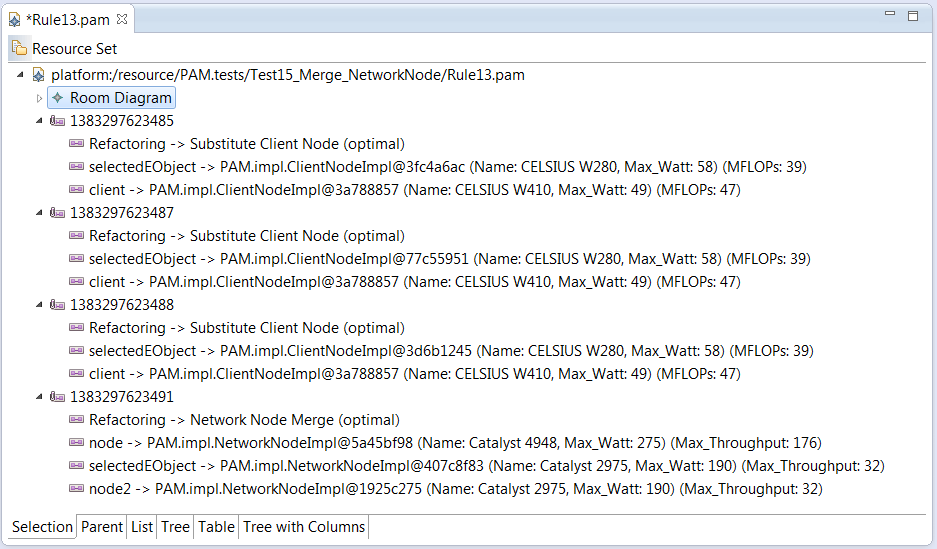 *Rule13.pam
Resource Set
platform:/resource/PAM.tests/Test15_Merge_NetworkNode/Rule13.pam
Room Diagram
1383297623485
Refactoring -> Substitute Client Node (optimal)
selectedEObject -> PAM.impl.ClientNodeImpl@3fc4a6ac (Name: CELSIUS W280, Max_Watt: 58) (MFLOPs: 39)
client -> PAM.impl.ClientNodeImpl@3a788857 (Name: CELSIUS W410, Max_Watt: 49) (MFLOPs: 47)
1383297623487
Refactoring -> Substitute Client Node (optimal)
selectedEObject -> PAM.impl.ClientNodeImpl@77c55951 (Name: CELSIUS W280, Max_Watt: 58) (MFLOPs: 39)
client -> PAM.impl.ClientNodeImpl@3a788857 (Name: CELSIUS W410, Max_Watt: 49) (MFLOPs: 47)
1383297623488
Refactoring -> Substitute Client Node (optimal)
selectedEObject -> PAM.impl.ClientNodeImpl@3d6b1245 (Name: CELSIUS W280, Max_Watt: 58) (MFLOPs: 39)
client -> PAM.impl.ClientNodeImpl@3a788857 (Name: CELSIUS W410, Max_Watt: 49) (MFLOPs: 47)
1383297623491
Refactoring -> Network Node Merge (optimal)
node -> PAM.impl.NetworkNodeImpl@5a45bf98 (Name: Catalyst 4948, Max_Watt: 275) (Max_Throughput: 176)
selectedEObject -> PAM.impl.NetworkNodeImpl@407c8f83 (Name: Catalyst 2975, Max_Watt: 190) (Max_Throughput: 32)
node2 -> PAM.impl.NetworkNodeImpl@1925c275 (Name: Catalyst 2975, Max_Watt: 190) (Max_Throughput: 32)
Selection Parent List Tree Table Tree with Columns